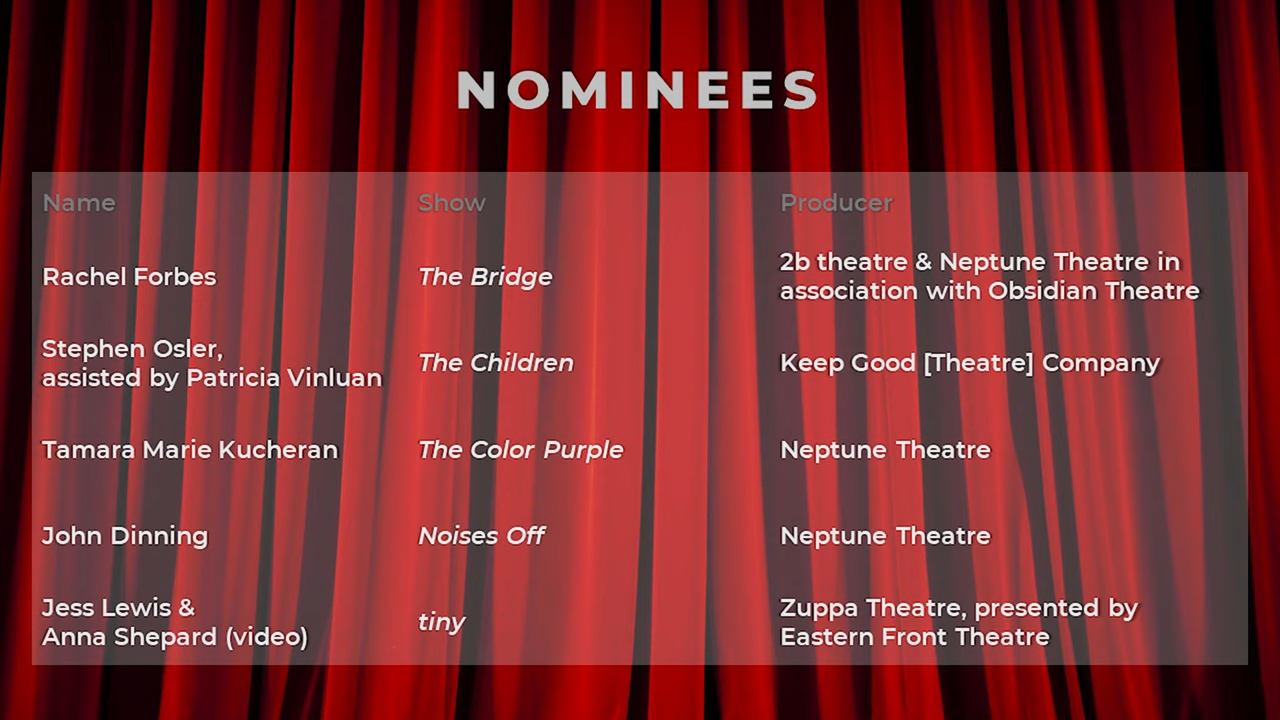 NOMINEES
Name Show Producer
Rachel Forbes The Bridge 2b theatre & Neptune Theatre in
association with Obsidian Theatre
Stephen Osler,
assisted by Patricia Vinluan The Children Keep Good [Theatre] Company
Tamara Marie Kucheran The Color Purple Neptune Theatre
John Dinning Noises Off Neptune Theatre
Jess Lewis &
Anna Shepard (video) tiny Zuppa Theatre, presented by
Eastern Front Theatre